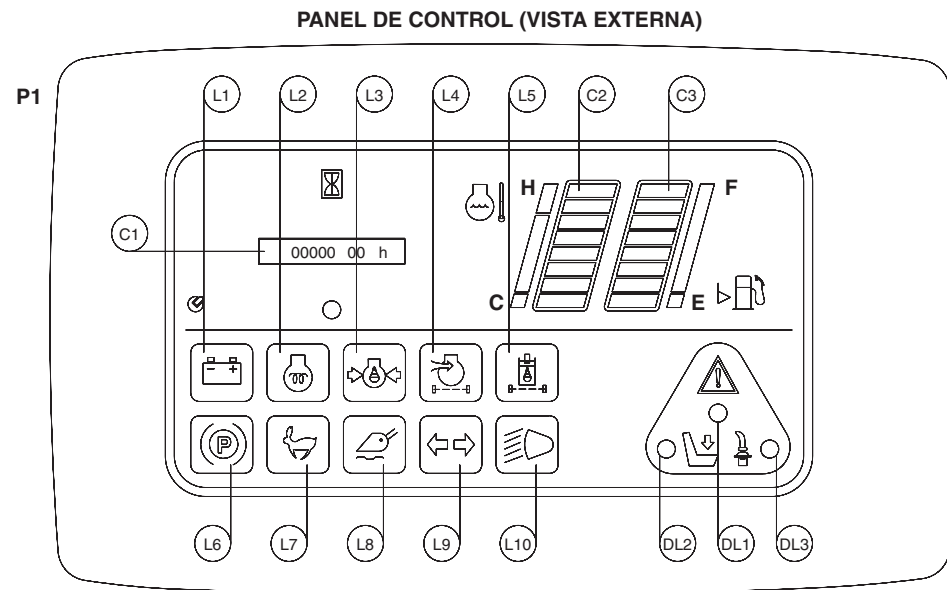 PANEL DE CONTROL (VISTA EXTERNA)
P1
L1 L2 L3 L4 L5 C2 C3
H F
C1
00000 00 h
C E
P
L6 L7 L8 L9 L10 DL2 DL1 DL3